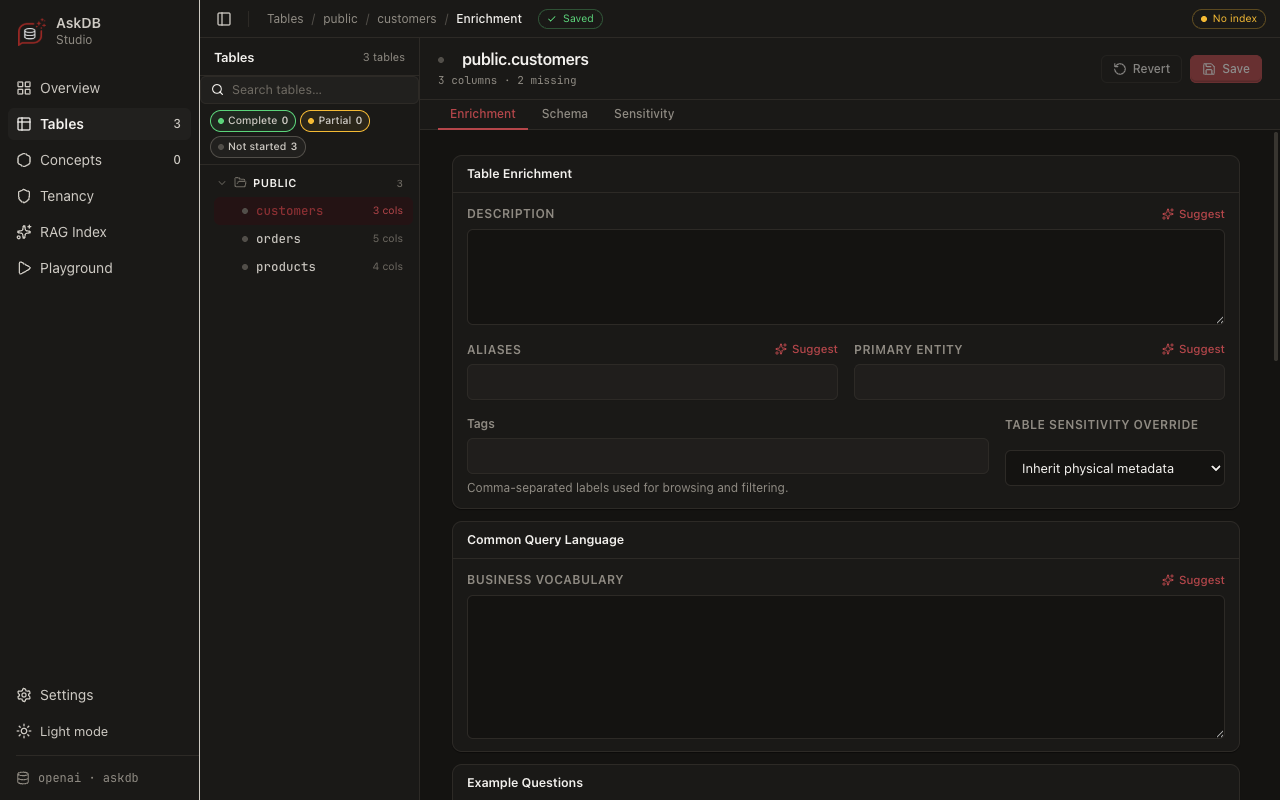 AskDB
Studio
Overview
Tables 3
Concepts 0
Tenancy
RAG Index
Playground
Settings
Light mode
openai · askdb
Tables / public / customers / Enrichment Saved No index
Tables 3 tables
Search tables...
Complete 0 Partial 0
Not started 3
PUBLIC 3
customers 3 cols
orders 5 cols
products 4 cols
public.customers
3 columns · 2 missing
Revert Save
Enrichment Schema Sensitivity
Table Enrichment
DESCRIPTION Suggest
ALIASES Suggest PRIMARY ENTITY Suggest
Tags TABLE SENSITIVITY OVERRIDE
Inherit physical metadata
Comma-separated labels used for browsing and filtering.
Common Query Language
BUSINESS VOCABULARY Suggest
Example Questions